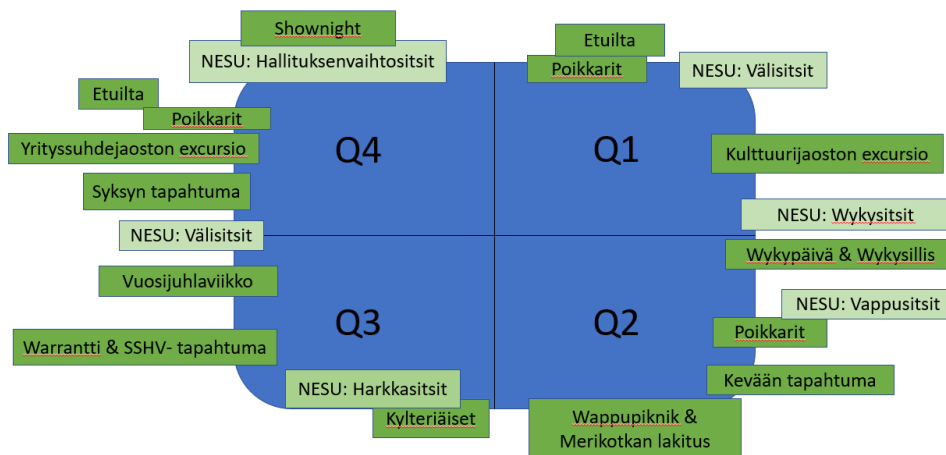 Shownight
NESU: Hallituksenvaihtositsit
Etuilta
Poikkarit
NESU: Välisitsit
Etuilta
Poikkarit
Yrityssuhdejaoston excursio
Q4
Q1
Kulttuurijaoston excursio
Syksyn tapahtuma
NESU: Wykysitsit
NESU: Välisitsit
Wykypäivä & Wykysillis
Vuosijuhlaviikko
NESU: Vappusitsit
Q3
Q2
Poikkarit
Warrantti & SSHV- tapahtuma
Kevään tapahtuma
NESU: Harkkasitsit
Kylteriäiset
Wappupiknik &
Merikotkan lakitus